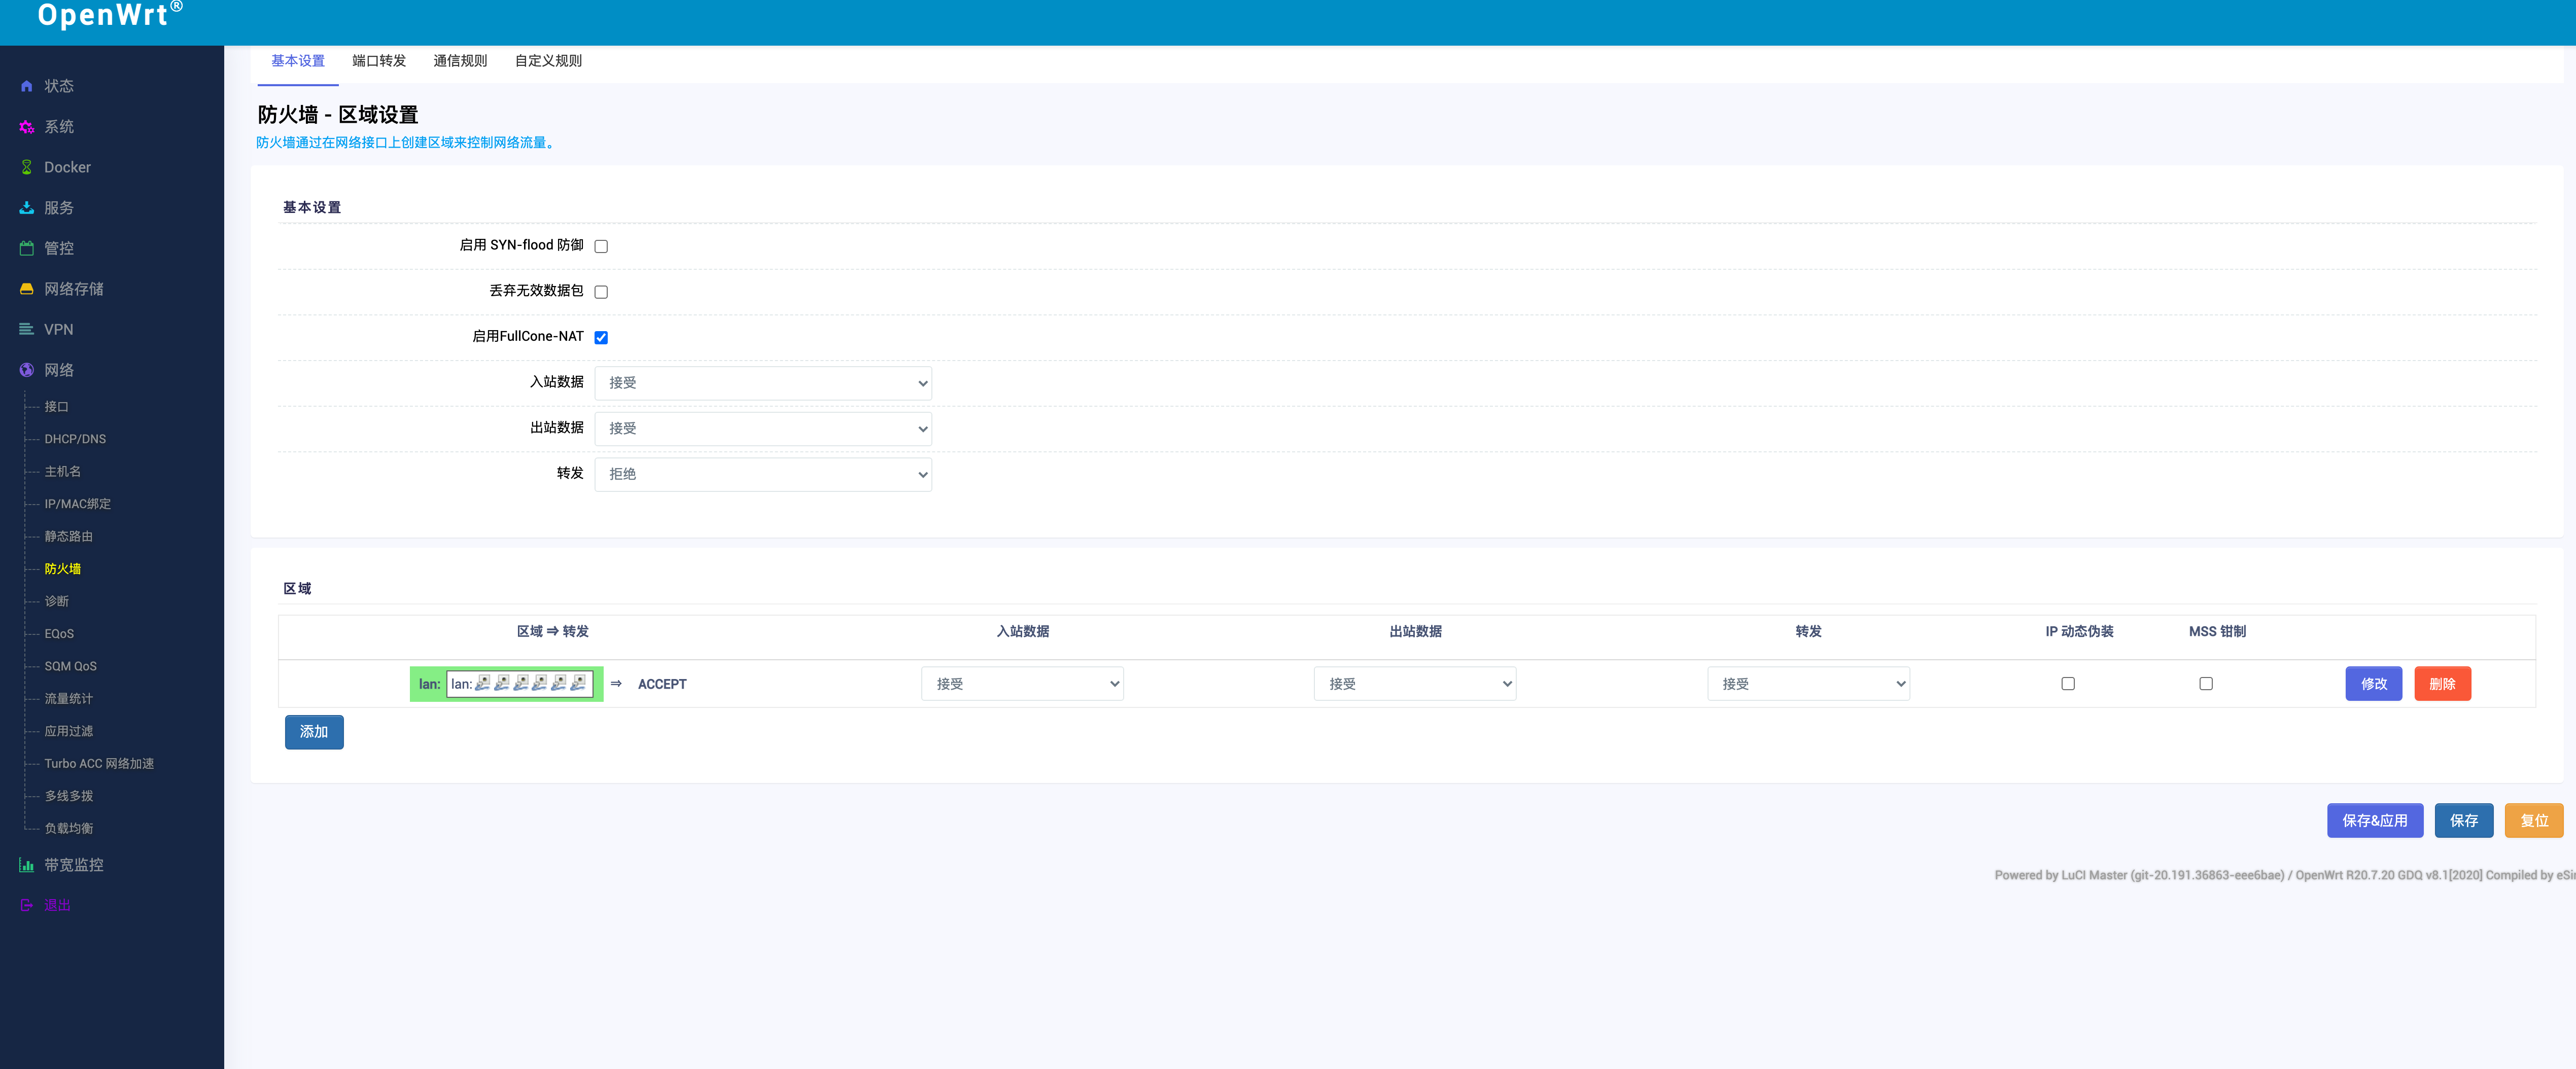 OpenWrt®
状态
系统
Docker
服务
管控
网络存储
VPN
网络
接口
DHCP/DNS
主机名
IP/MAC绑定
静态路由
防火墙
诊断
EQoS
SQM QoS
流量统计
应用过滤
Turbo ACC 网络加速
多线多拨
负载均衡
带宽监控
退出
基本设置 端口转发 通信规则 自定义规则
防火墙 - 区域设置
防火墙通过在网络接口上创建区域来控制网络流量。
基本设置
启用 SYN-flood 防御
丢弃无效数据包
启用FullCone-NAT
入站数据 接受
出站数据 接受
转发 拒绝
区域
区域 ⇒ 转发 入站数据 出站数据 转发 IP 动态伪装 MSS 钳制
lan: lan: ⇒ ACCEPT 接受 接受 接受 修改 删除
添加
保存&应用 保存 复位
Powered by LuCI Master (git-20.191.36863-eee6bae) / OpenWrt R20.7.20 GDQ v8.1[2020] Compiled by